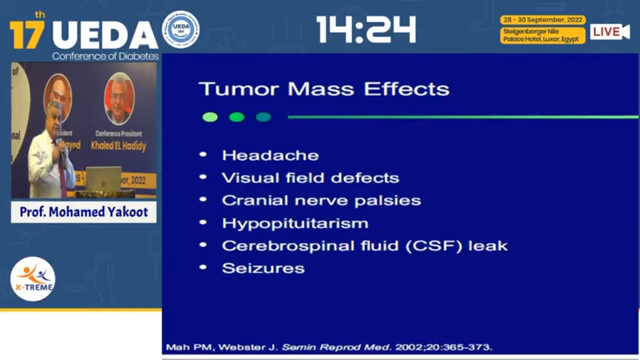 17th UEDA
Conference of Diabetes
14:24
28 - 30 September, 2022
Steigenberger Nile
Palace Hotel, Luxor, Egypt
LIVE
Conference President
Khaled EL Hadidy
Prof. Mohamed Yakoot
X-TREME
Tumor Mass Effects
• Headache
• Visual field defects
• Cranial nerve palsies
• Hypopituitarism
• Cerebrospinal fluid (CSF) leak
• Seizures
Mah PM, Webster J. Semin Reprod Med. 2002;20:365-373.